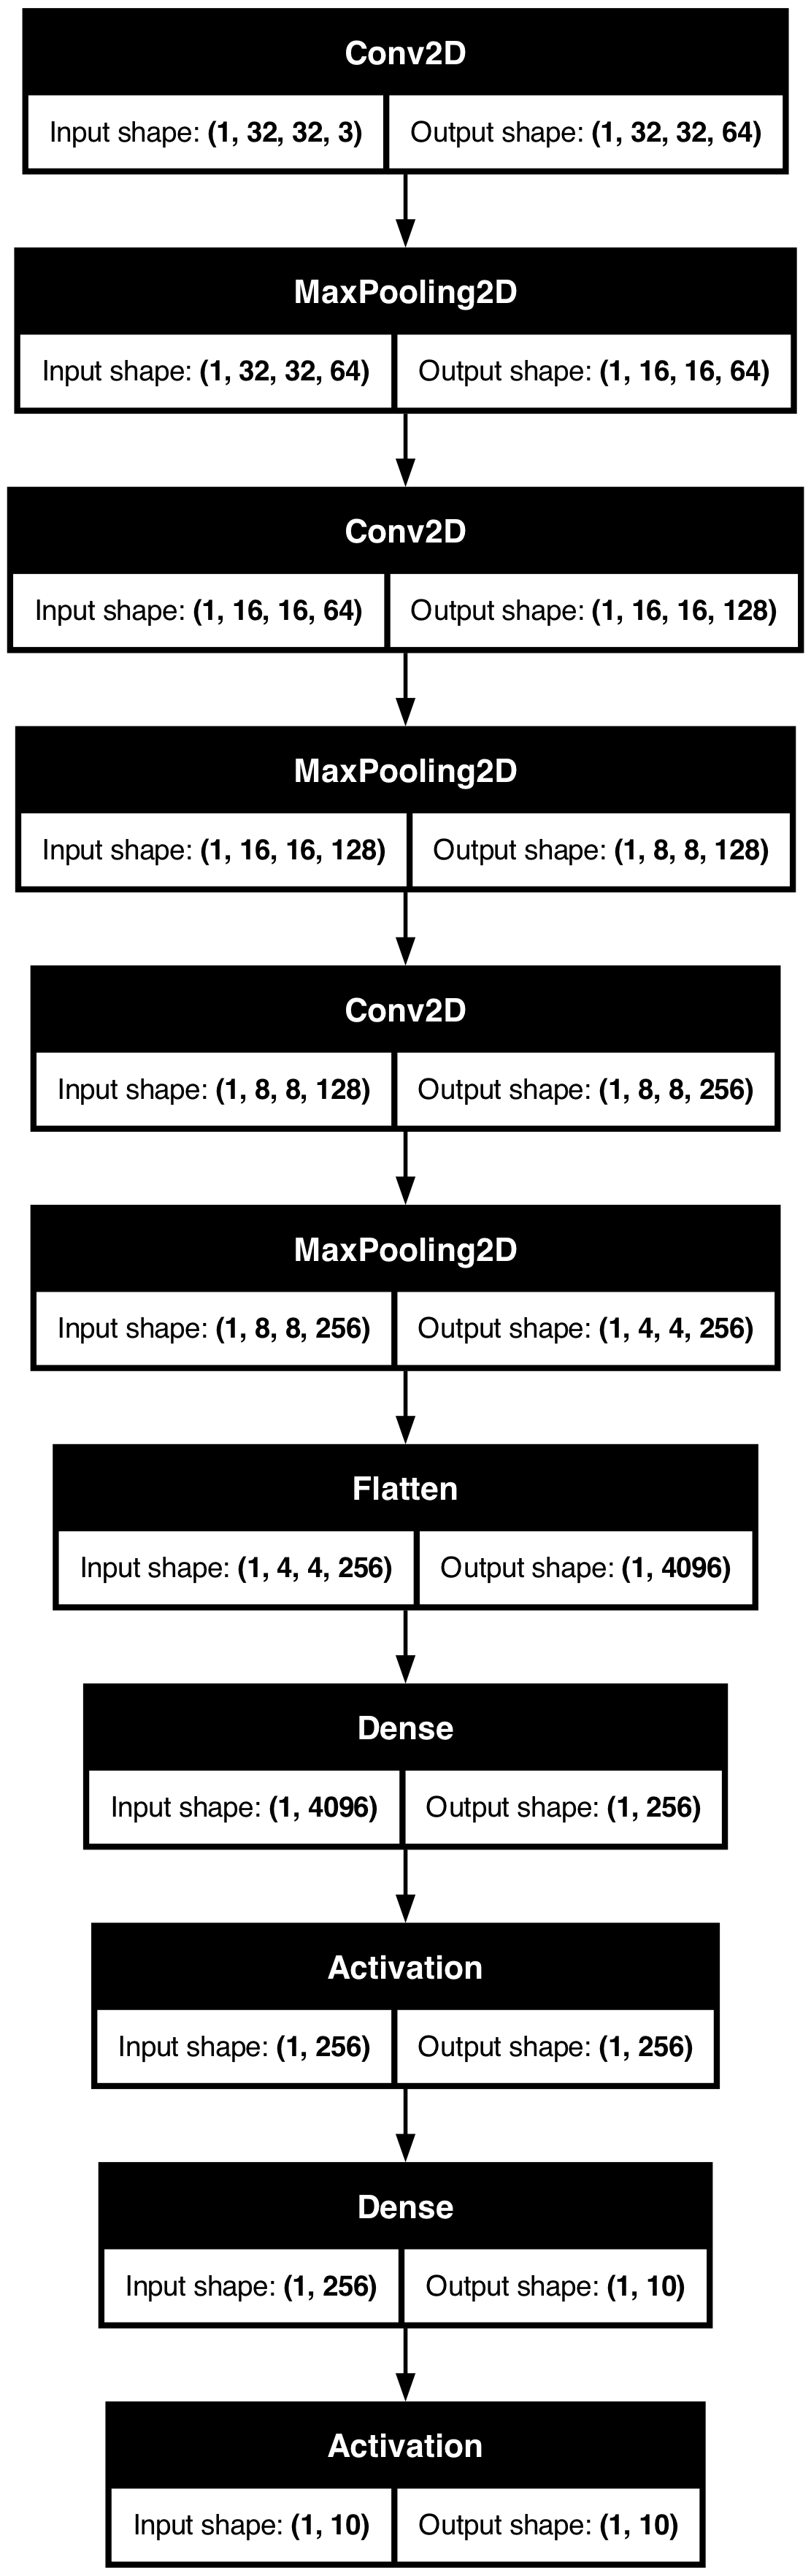 Conv2D
Input shape: (1, 32, 32, 3) Output shape: (1, 32, 32, 64)
MaxPooling2D
Input shape: (1, 32, 32, 64) Output shape: (1, 16, 16, 64)
Conv2D
Input shape: (1, 16, 16, 64) Output shape: (1, 16, 16, 128)
MaxPooling2D
Input shape: (1, 16, 16, 128) Output shape: (1, 8, 8, 128)
Conv2D
Input shape: (1, 8, 8, 128) Output shape: (1, 8, 8, 256)
MaxPooling2D
Input shape: (1, 8, 8, 256) Output shape: (1, 4, 4, 256)
Flatten
Input shape: (1, 4, 4, 256) Output shape: (1, 4096)
Dense
Input shape: (1, 4096) Output shape: (1, 256)
Activation
Input shape: (1, 256) Output shape: (1, 256)
Dense
Input shape: (1, 256) Output shape: (1, 10)
Activation
Input shape: (1, 10) Output shape: (1, 10)